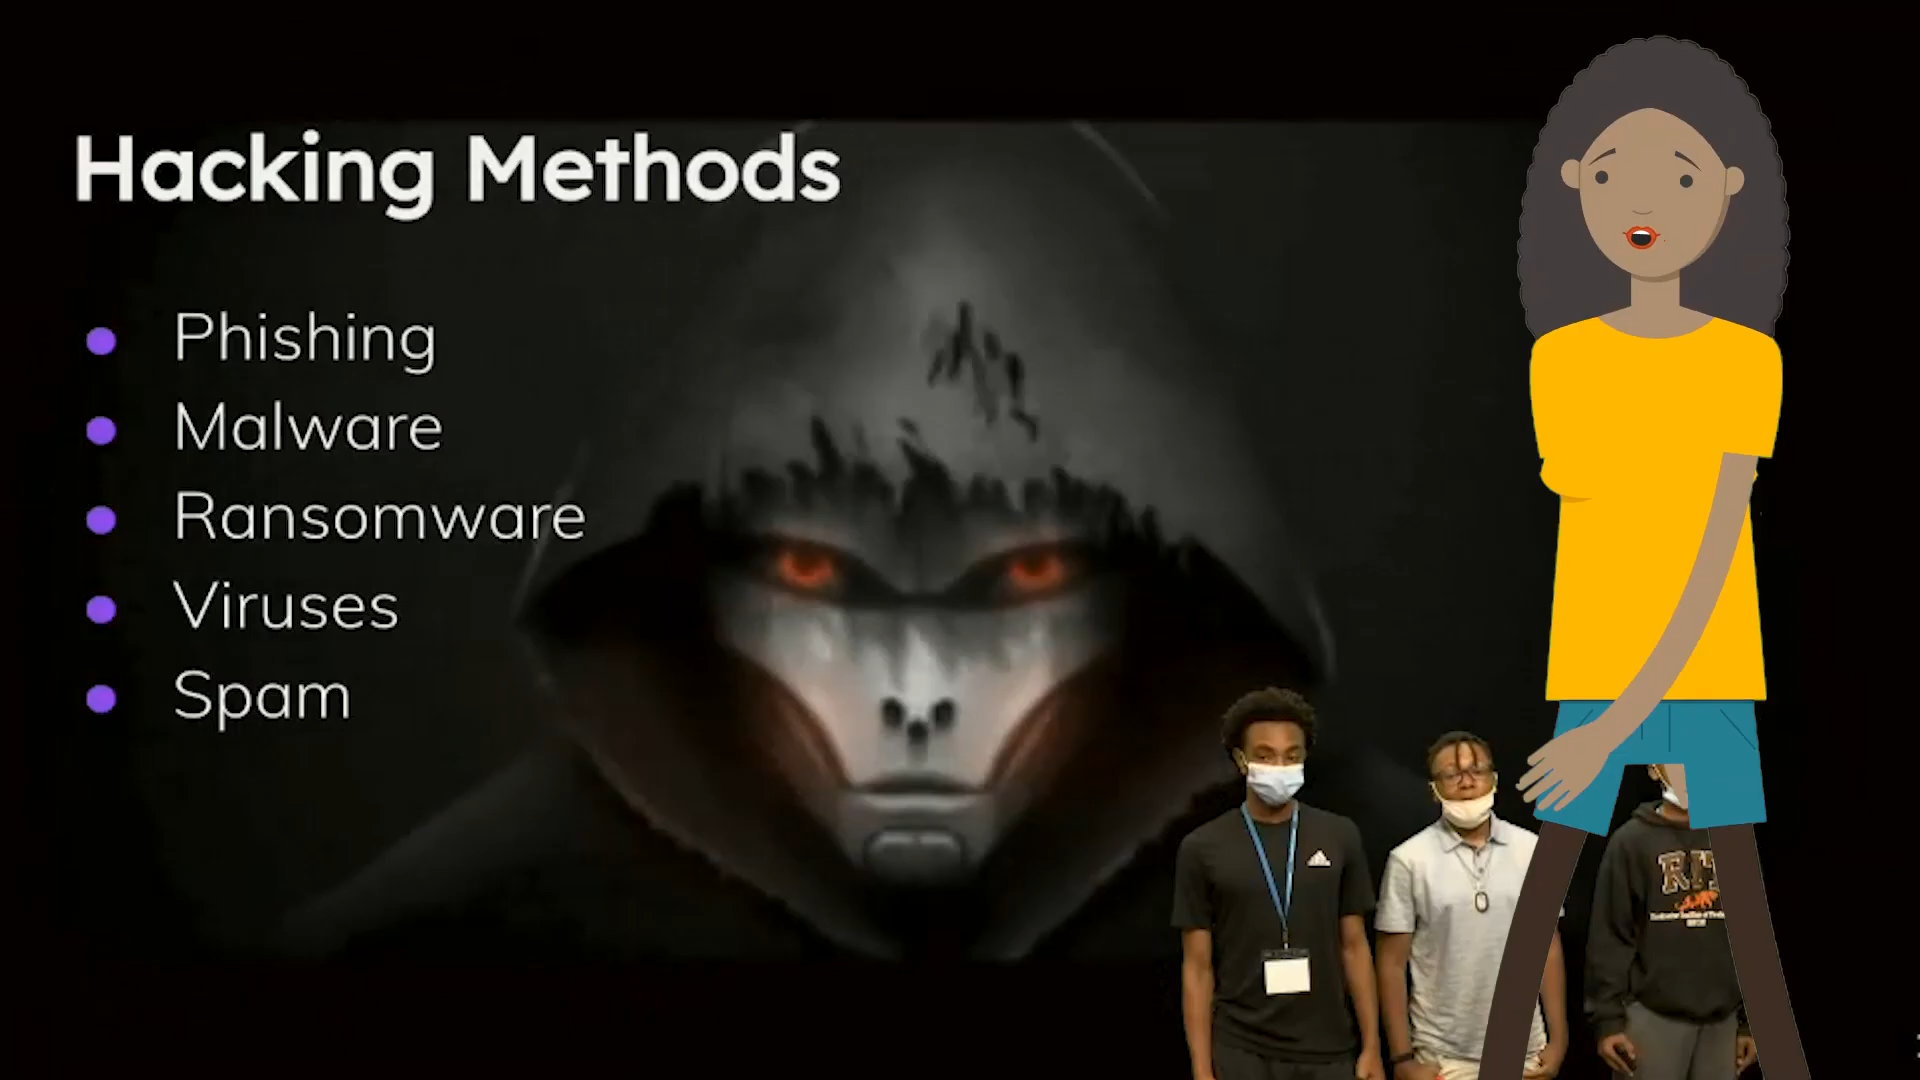 Hacking Methods
Phishing
Malware
Ransomware
Viruses
Spam